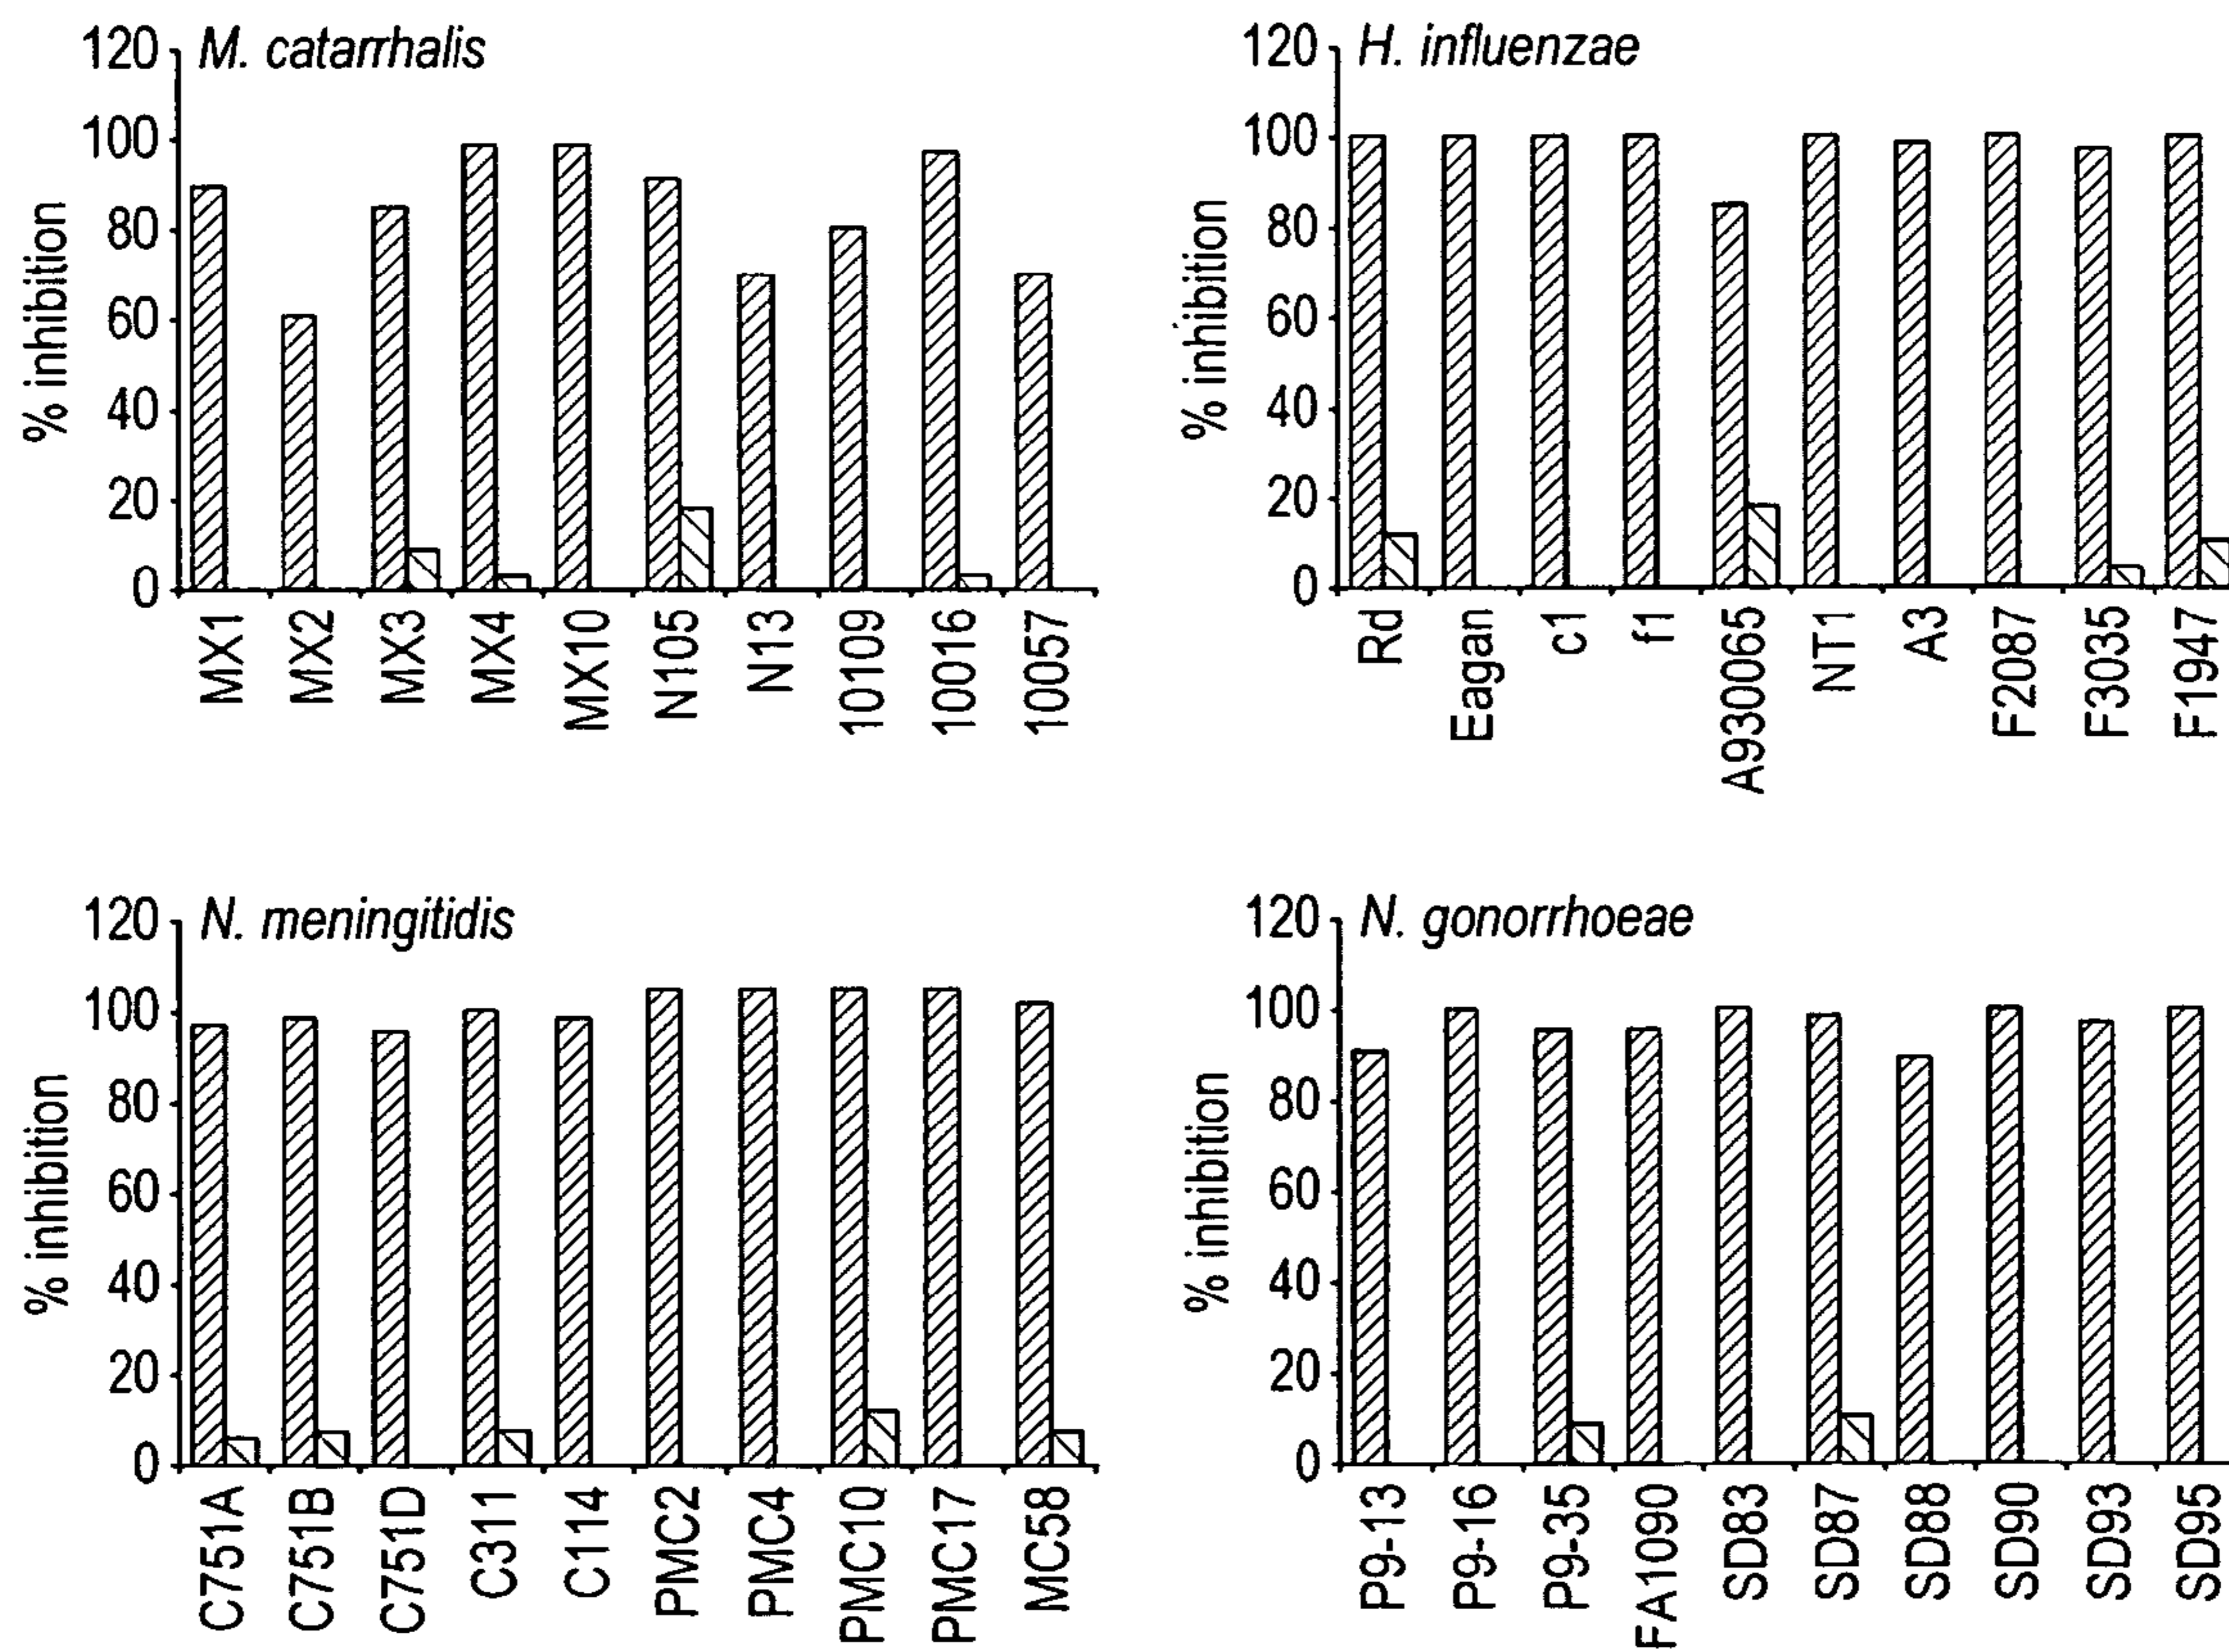 M. catarrhalis
% inhibition
120
100
80
60
40
20
0
MX1
MX2
MX3
MX4
MX10
N105
N13
10109
10016
10057
H. influenzae
% inhibition
120
100
80
60
40
20
0
Rd
Eagan
c1
f1
A930065
NT1
A3
F2087
F3035
F1947
N. meningitidis
% inhibition
120
100
80
60
40
20
0
C751A
C751B
C751D
C311
C114
PMC2
PMC4
PMC10
PMC17
MC58
N. gonorrhoeae
% inhibition
120
100
80
60
40
20
0
P9-13
P9-16
P9-35
FA1090
SD83
SD87
SD88
SD90
SD93
SD95